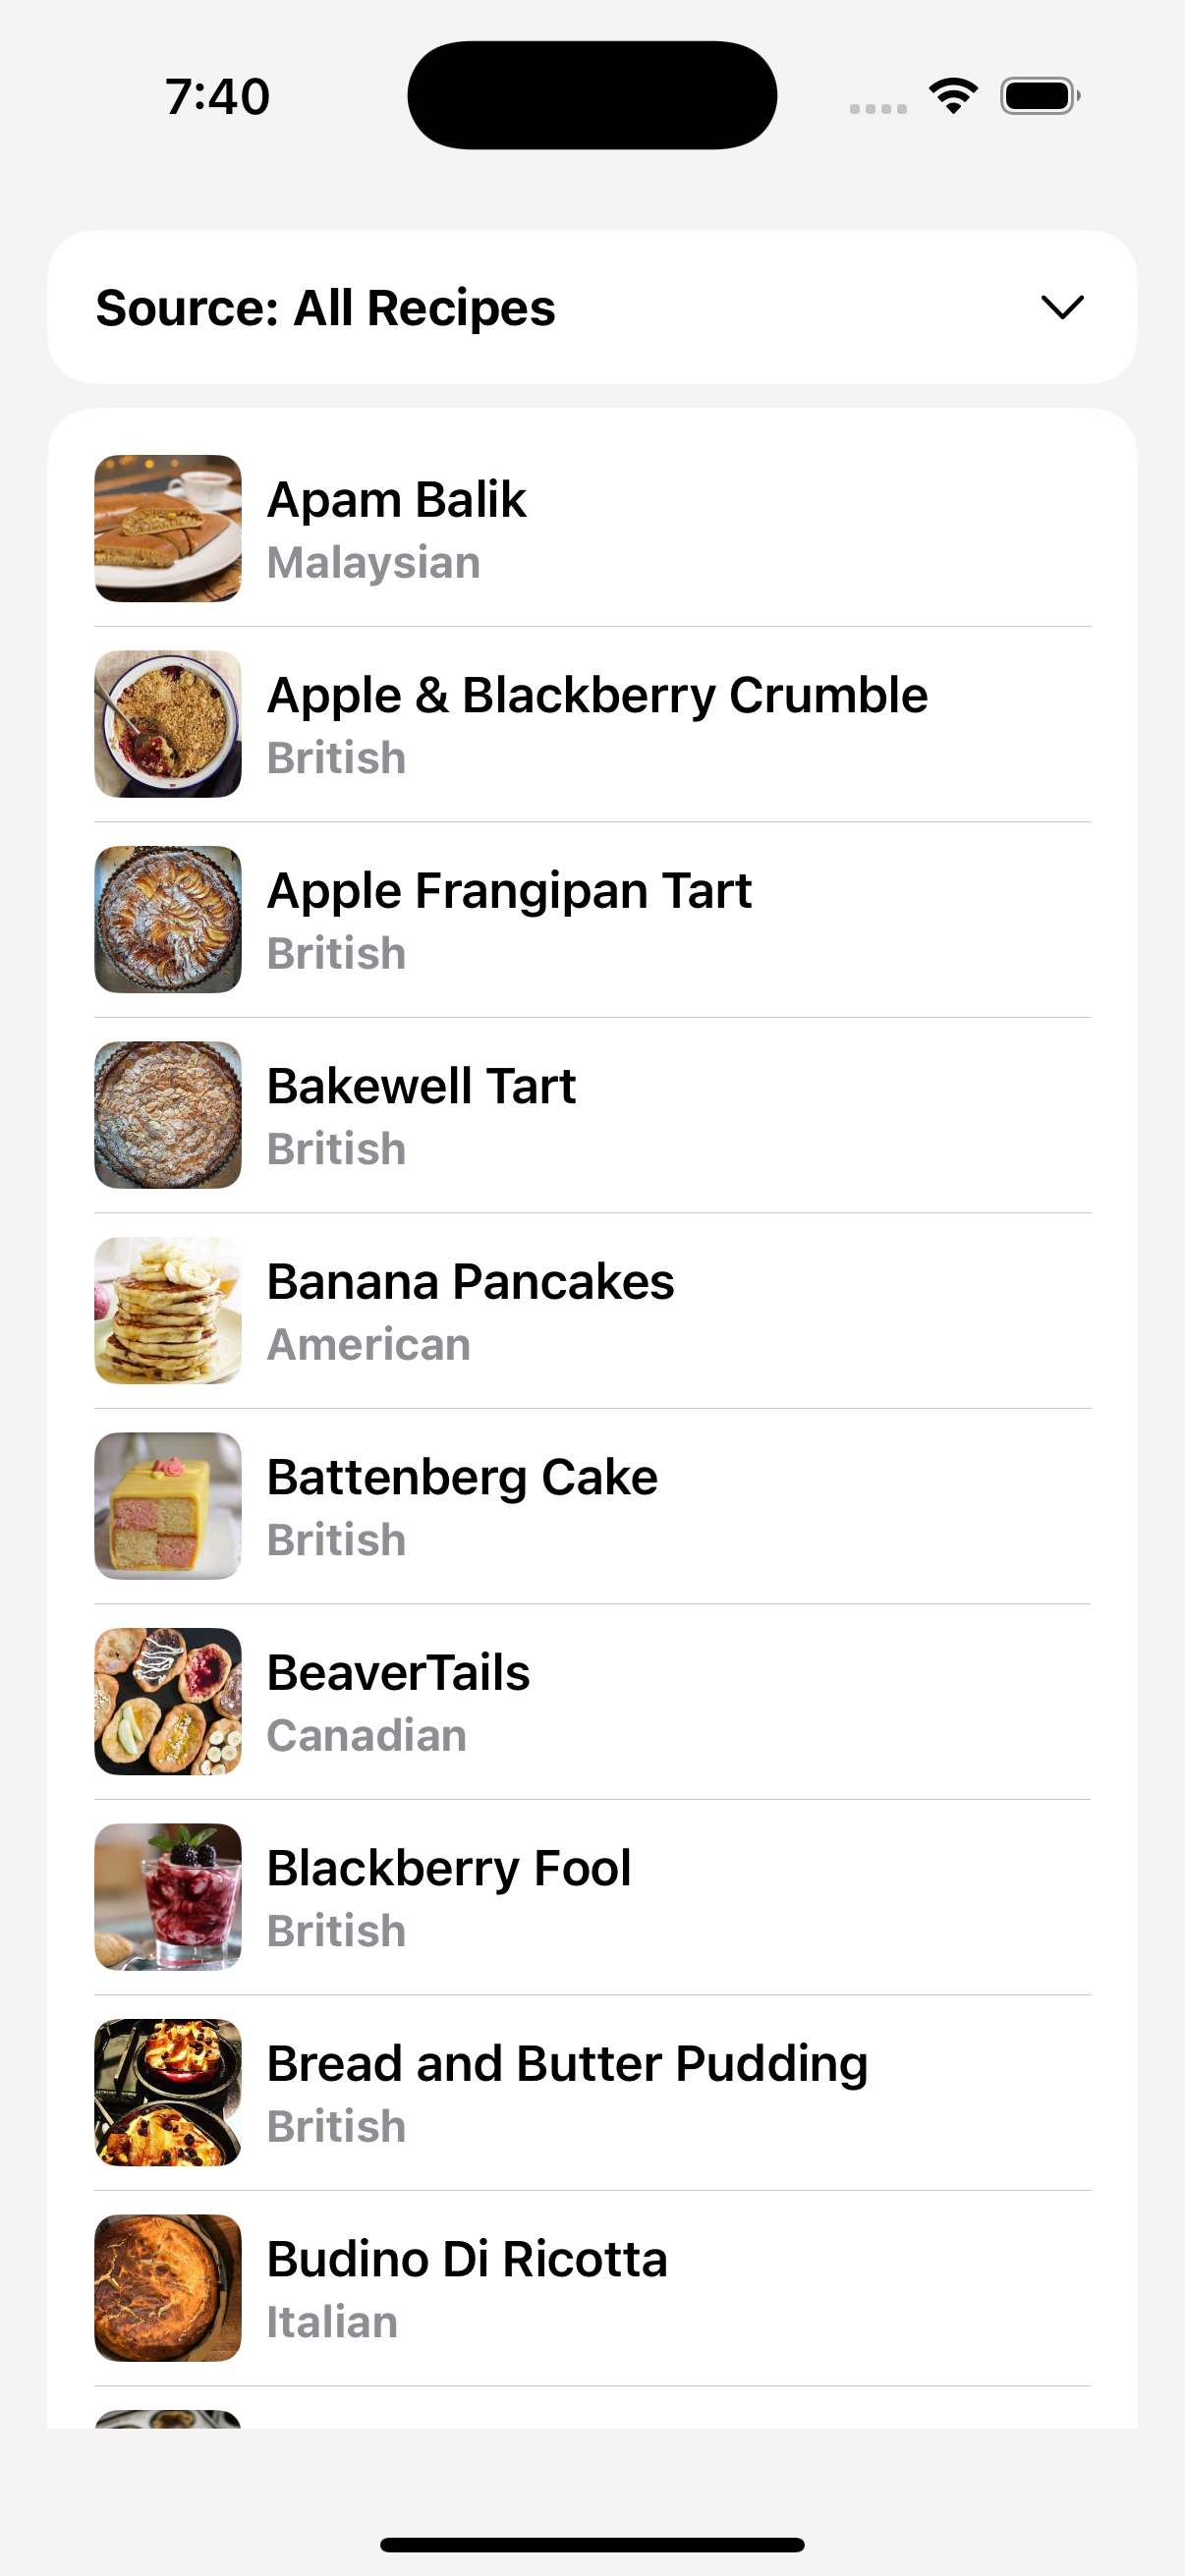 7:40
Source: All Recipes
Apam Balik
Malaysian
Apple & Blackberry Crumble
British
Apple Frangipan Tart
British
Bakewell Tart
British
Banana Pancakes
American
Battenberg Cake
British
BeaverTails
Canadian
Blackberry Fool
British
Bread and Butter Pudding
British
Budino Di Ricotta
Italian